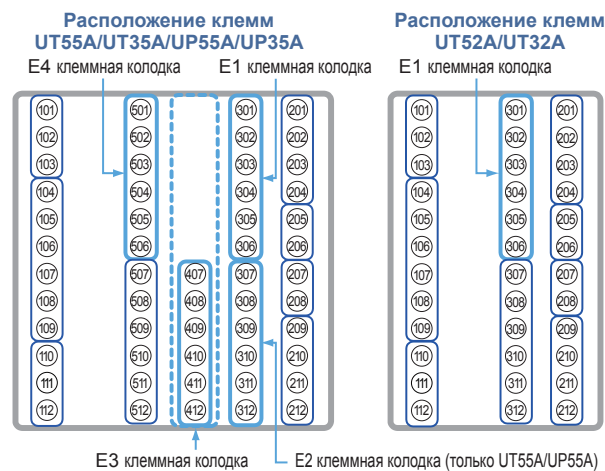 Расположение клемм
UT55A/UT35A/UP55A/UP35A
E4 клеммная колодка
E1 клеммная колодка
101 501 301 201
102 502 302 202
103 503 303 203
104 504 304 204
105 505 305 205
106 506 306 206
107 507 407 307 207
108 508 408 308 208
109 509 409 309 209
110 510 410 310 210
111 511 411 311 211
112 512 412 312 212
E3 клеммная колодка
E2 клеммная колодка (только UT55A/UP55A)
Расположение клемм
UT52A/UT32A
E1 клеммная колодка
101 301 201
102 302 202
103 303 203
104 304 204
105 305 205
106 306 206
107 307 207
108 308 208
109 309 209
110 310 210
111 311 211
112 312 212